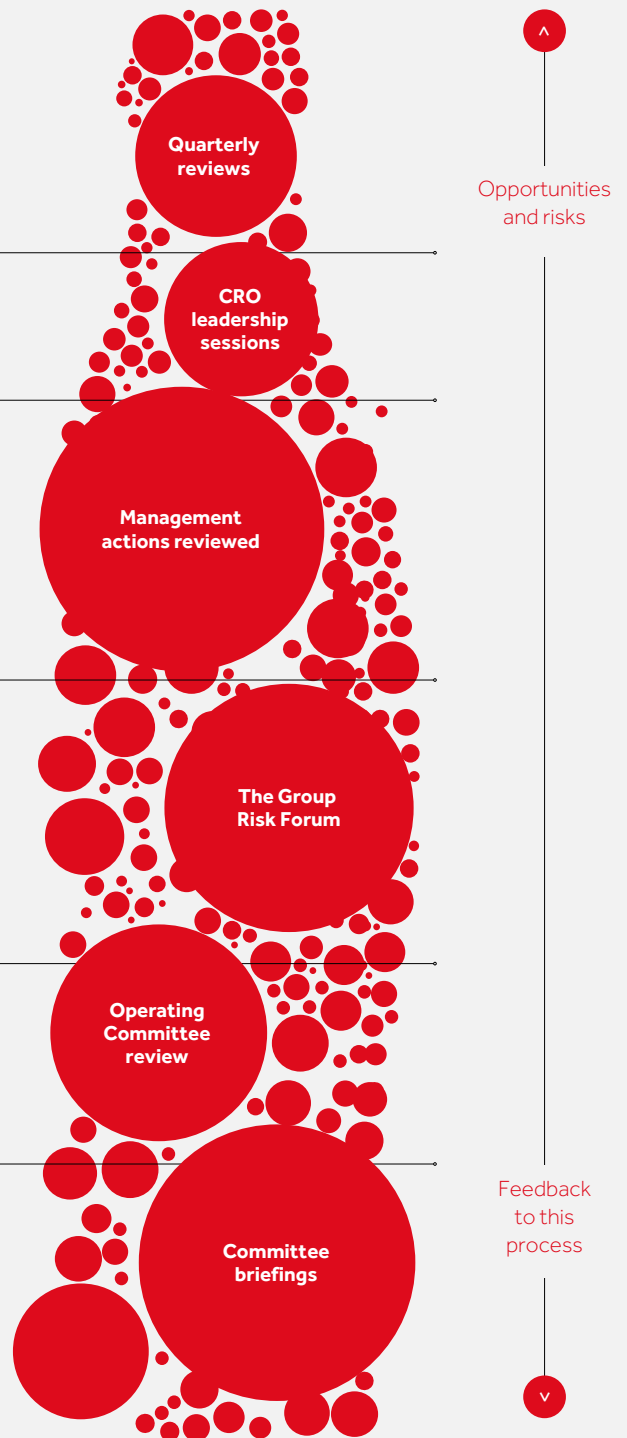 Quarterly
reviews
Opportunities
and risks
CRO
leadership
sessions
Management
actions reviewed
The Group
Risk Forum
Operating
Committee
review
Feedback
to this
process
Committee
briefings